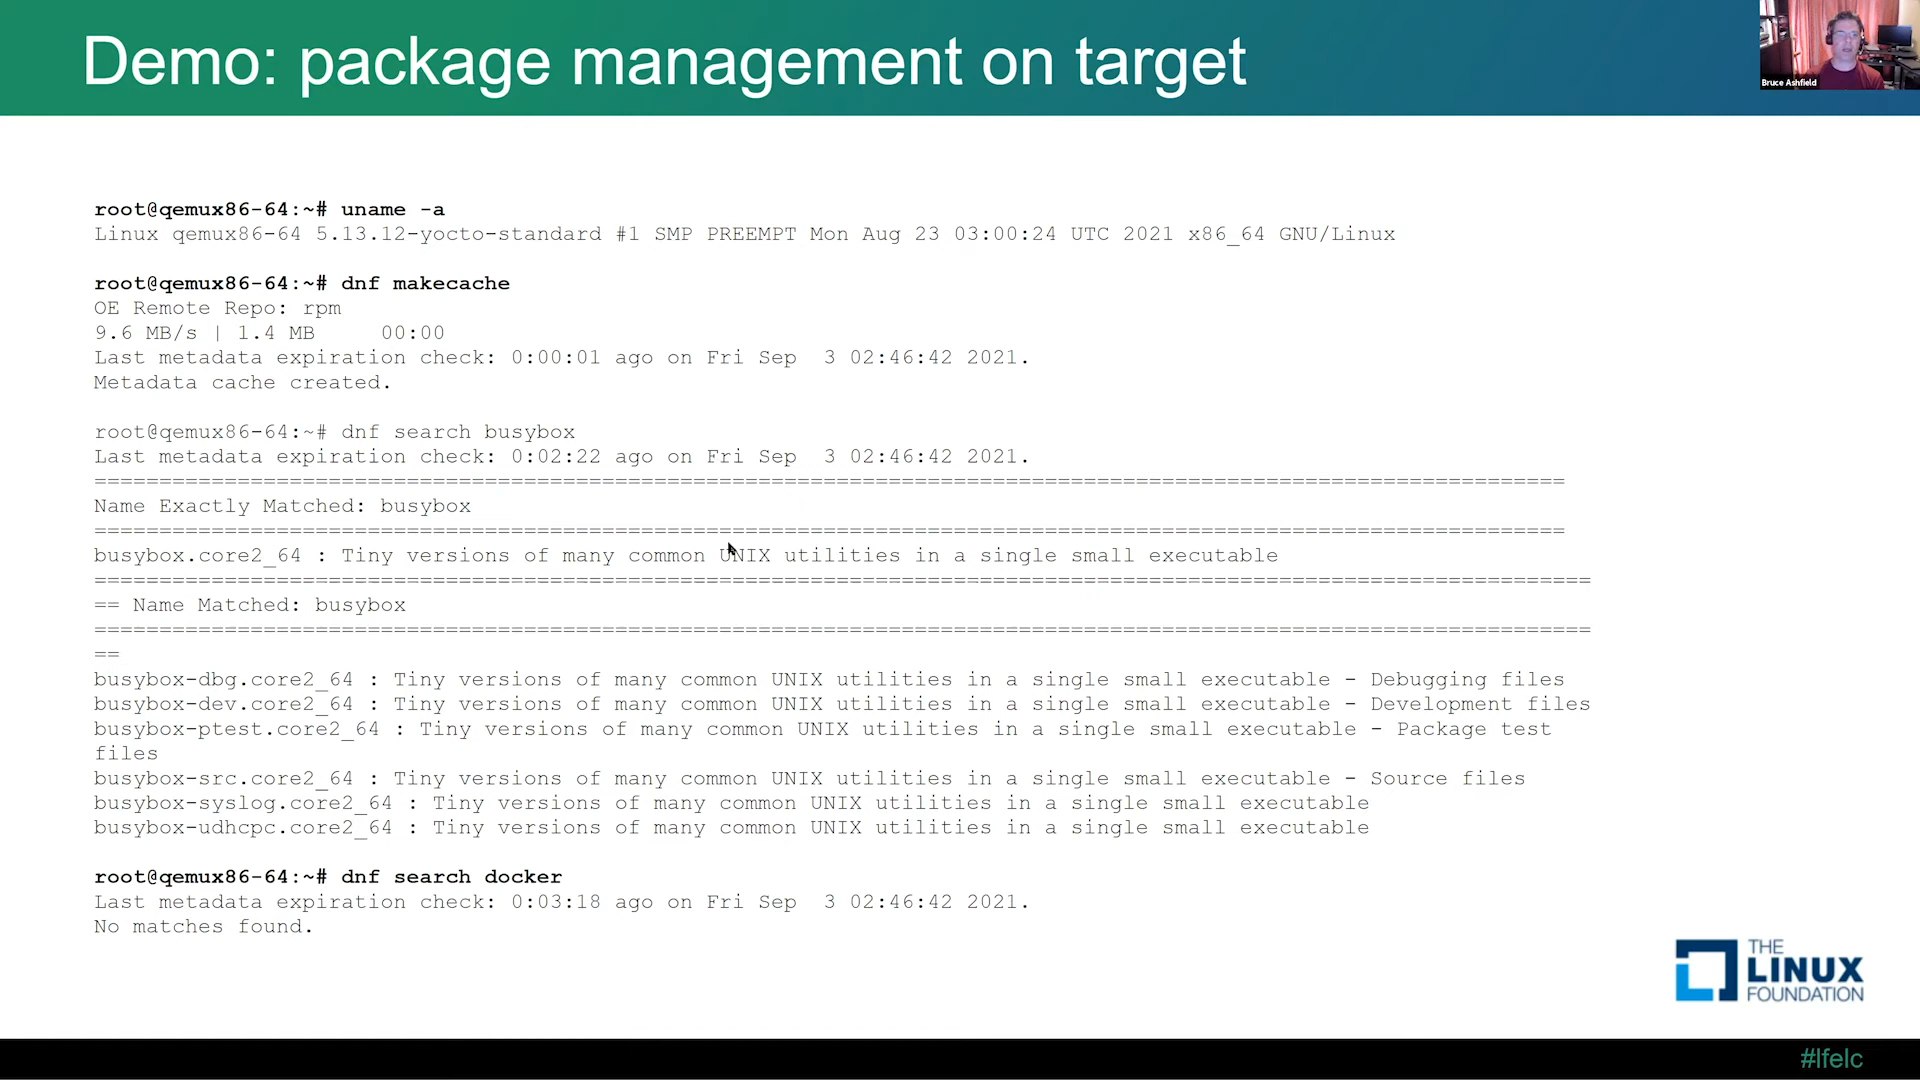 Demo: package management on target
Bruce Ashfield
root@qemux86-64:~# uname -a
Linux qemux86-64 5.13.12-yocto-standard #1 SMP PREEMPT Mon Aug 23 03:00:24 UTC 2021 x86_64 GNU/Linux
root@qemux86-64:~# dnf makecache
OE Remote Repo: rpm
9.6 MB/s | 1.4 MB     00:00
Last metadata expiration check: 0:00:01 ago on Fri Sep  3 02:46:42 2021.
Metadata cache created.
root@qemux86-64:~# dnf search busybox
Last metadata expiration check: 0:02:22 ago on Fri Sep  3 02:46:42 2021.
=================================================================================================================
Name Exactly Matched: busybox
=================================================================================================================
busybox.core2_64 : Tiny versions of many common UNIX utilities in a single small executable
===================================================================================================================
== Name Matched: busybox
===================================================================================================================
==
busybox-dbg.core2_64 : Tiny versions of many common UNIX utilities in a single small executable - Debugging files
busybox-dev.core2_64 : Tiny versions of many common UNIX utilities in a single small executable - Development files
busybox-ptest.core2_64 : Tiny versions of many common UNIX utilities in a single small executable - Package test
files
busybox-src.core2_64 : Tiny versions of many common UNIX utilities in a single small executable - Source files
busybox-syslog.core2_64 : Tiny versions of many common UNIX utilities in a single small executable
busybox-udhcpc.core2_64 : Tiny versions of many common UNIX utilities in a single small executable
root@qemux86-64:~# dnf search docker
Last metadata expiration check: 0:03:18 ago on Fri Sep  3 02:46:42 2021.
No matches found.
THE
LINUX
FOUNDATION
#lfelc